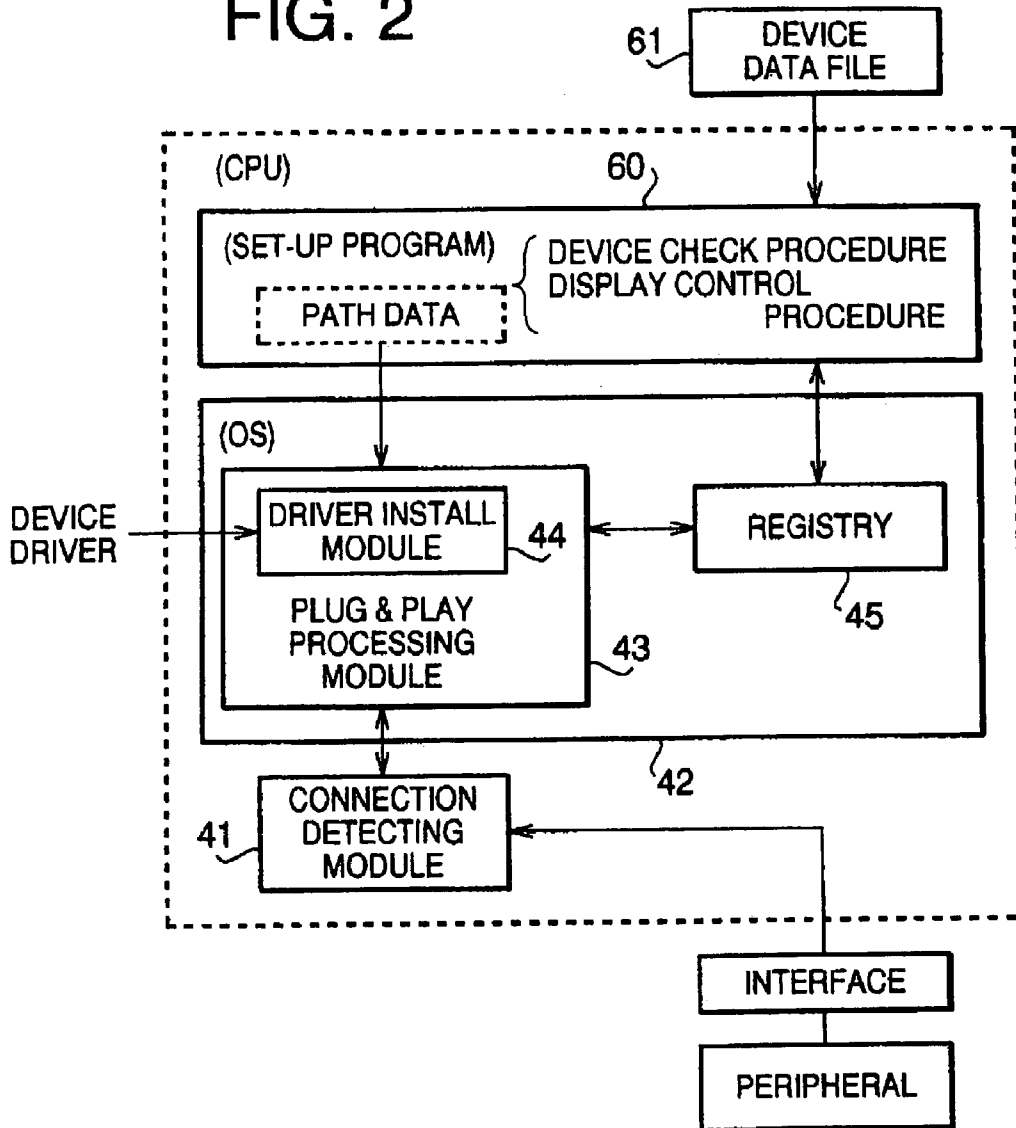 FIG. 2
61
DEVICE
DATA FILE
(CPU)
60
(SET-UP PROGRAM)
DEVICE CHECK PROCEDURE
DISPLAY CONTROL
PROCEDURE
PATH DATA
(OS)
DEVICE
DRIVER
DRIVER INSTALL
MODULE
44
REGISTRY
45
PLUG & PLAY
PROCESSING
MODULE
43
42
41
CONNECTION
DETECTING
MODULE
INTERFACE
PERIPHERAL